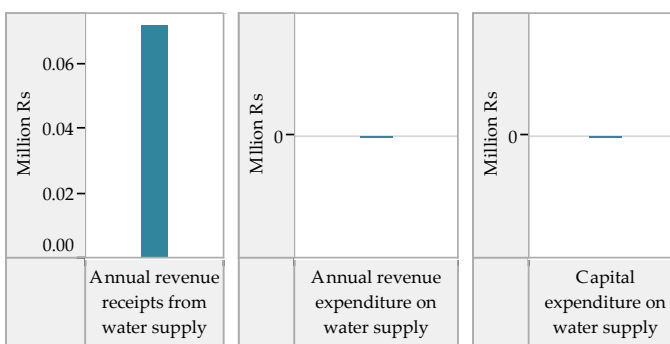 Million Rs
0.06
0.04
0.02
0.00
Annual revenue
receipts from
water supply
Mllion Rs
0
Annual revenue
expenditure on
water supply
Million Rs
0
Capital
expenditure on
water supply